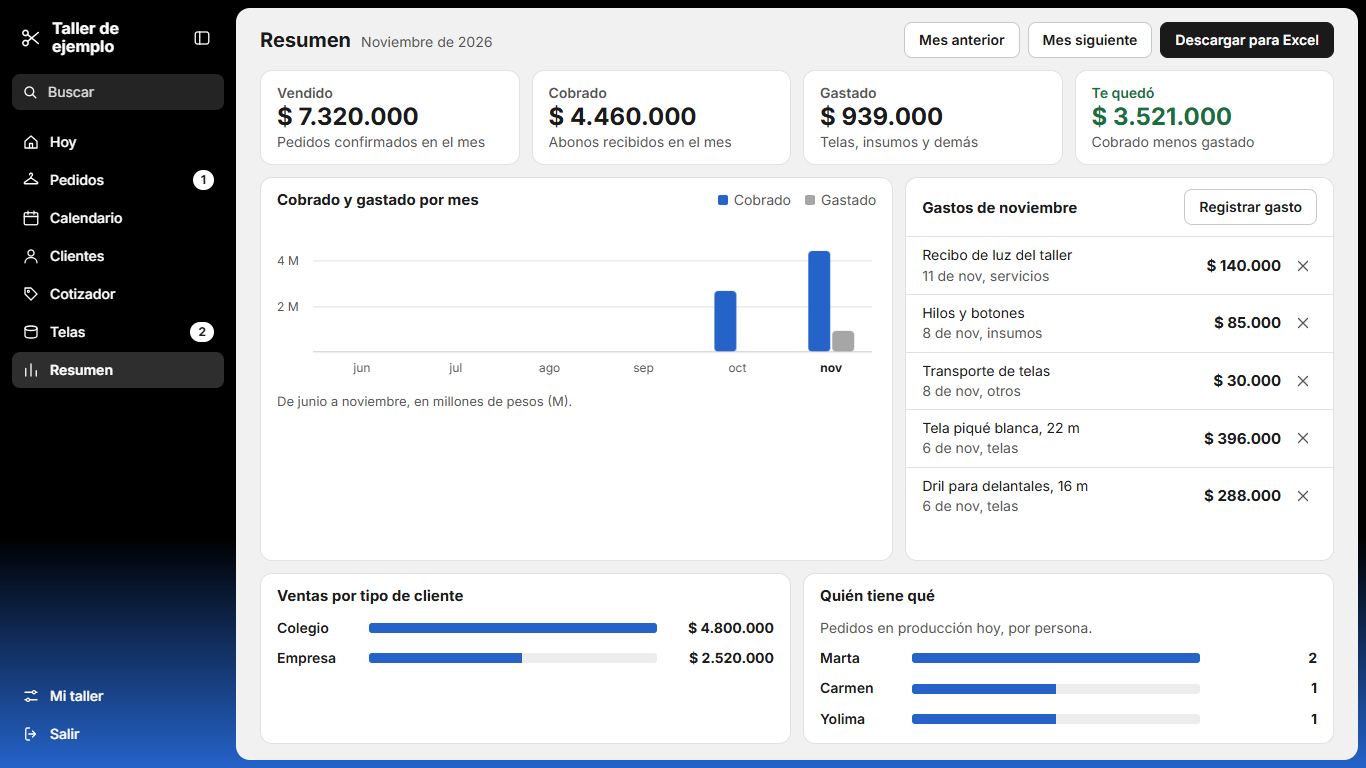 Taller de
ejemplo
Buscar
Hoy
Pedidos 1
Calendario
Clientes
Cotizador
Telas 2
Resumen
Mi taller
Salir
Resumen Noviembre de 2026
Mes anterior
Mes siguiente
Descargar para Excel
Vendido
$ 7.320.000
Pedidos confirmados en el mes
Cobrado
$ 4.460.000
Abonos recibidos en el mes
Gastado
$ 939.000
Telas, insumos y demás
Te quedó
$ 3.521.000
Cobrado menos gastado
Cobrado y gastado por mes
Cobrado Gastado
4 M
2 M
jun jul ago sep oct nov
De junio a noviembre, en millones de pesos (M).
Gastos de noviembre
Registrar gasto
Recibo de luz del taller
11 de nov, servicios
$ 140.000
Hilos y botones
8 de nov, insumos
$ 85.000
Transporte de telas
8 de nov, otros
$ 30.000
Tela piqué blanca, 22 m
6 de nov, telas
$ 396.000
Dril para delantales, 16 m
6 de nov, telas
$ 288.000
Ventas por tipo de cliente
Colegio $ 4.800.000
Empresa $ 2.520.000
Quién tiene qué
Pedidos en producción hoy, por persona.
Marta 2
Carmen 1
Yolima 1